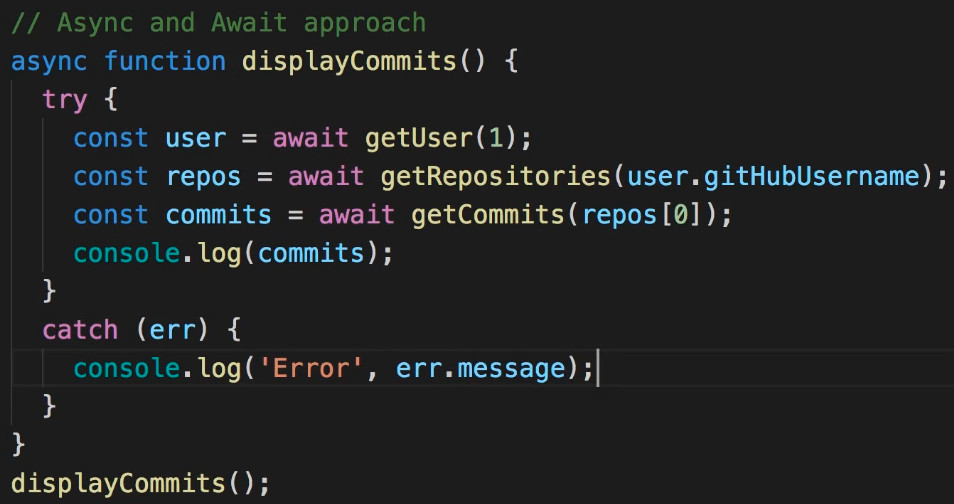 // Async and Await approach
async function displayCommits() {
  try {
    const user = await getUser(1);
    const repos = await getRepositories(user.gitHubUsername);
    const commits = await getCommits(repos[0]);
    console.log(commits);
  }
  catch (err) {
    console.log('Error', err.message);
  }
}
displayCommits();